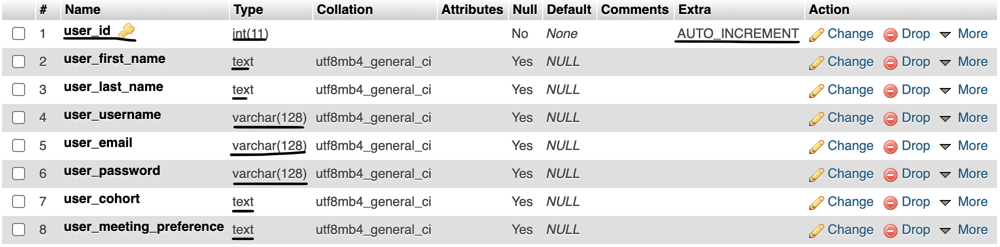 # Name Type Collation Attributes Null Default Comments Extra Action
1 user_id int(11) No None AUTO_INCREMENT Change Drop More
2 user_first_name text utf8mb4_general_ci Yes NULL Change Drop More
3 user_last_name text utf8mb4_general_ci Yes NULL Change Drop More
4 user_username varchar(128) utf8mb4_general_ci Yes NULL Change Drop More
5 user_email varchar(128) utf8mb4_general_ci Yes NULL Change Drop More
6 user_password varchar(128) utf8mb4_general_ci Yes NULL Change Drop More
7 user_cohort text utf8mb4_general_ci Yes NULL Change Drop More
8 user_meeting_preference text utf8mb4_general_ci Yes NULL Change Drop More